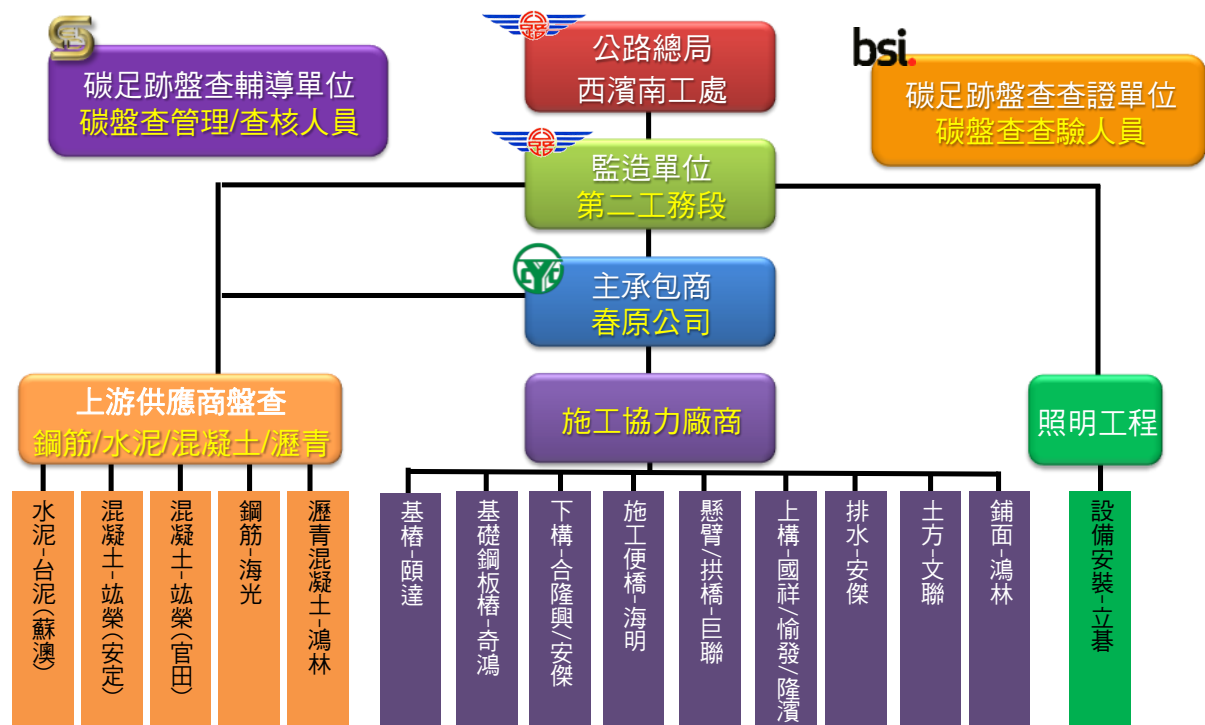 碳足跡盤查輔導單位
碳盤查管理/查核人員
公路總局
西濱南工處
bsi.
碳足跡盤查查證單位
碳盤查查驗人員
監造單位
第二工務段
主承包商
春原公司
上游供應商盤查
鋼筋/水泥/混凝土/瀝青
施工協力廠商
照明工程
水泥-台泥(蘇澳)
混凝土-竑榮(安定)
混凝土-竑榮(官田)
鋼筋-海光
瀝青混凝土-鴻林
基樁-頤達
基礎鋼板樁-奇鴻
下構-合隆興/安傑
施工便橋-海明
懸臂/拱橋-巨聯
上構-國祥/愉發/隆濱
排水-安傑
土方-文聯
鋪面-鴻林
設備安裝-立碁